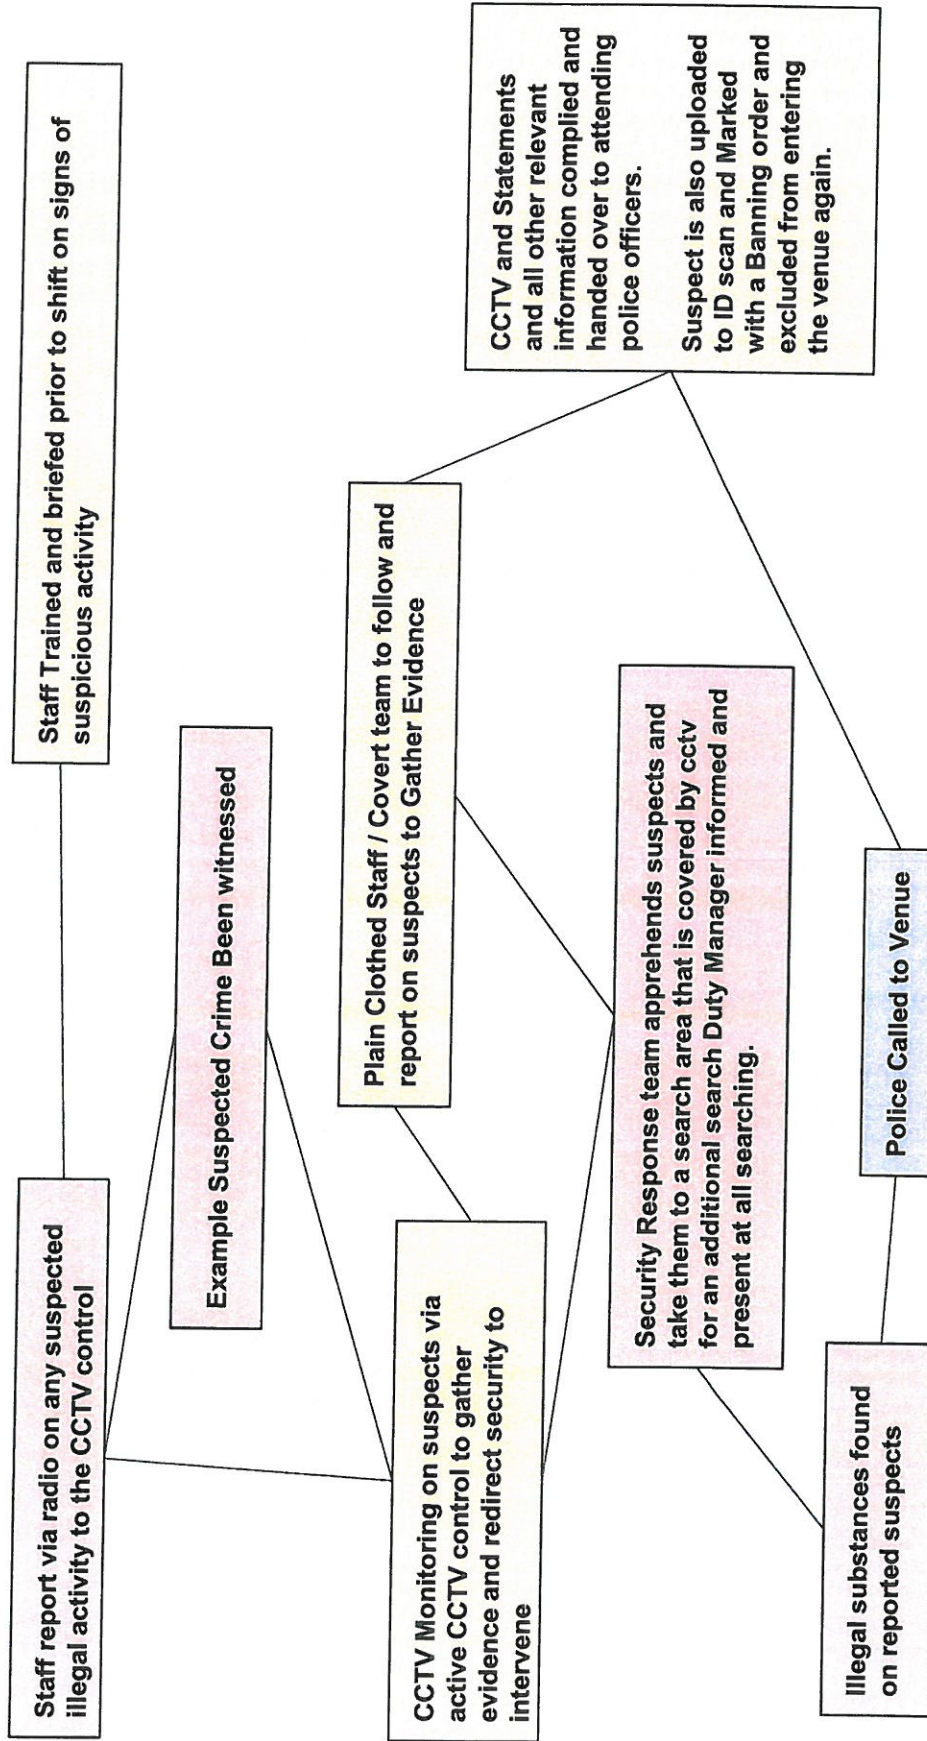 Staff report via radio on any suspected
illegal activity to the CCTV control
Staff Trained and briefed prior to shift on signs of
suspicious activity
Example Suspected Crime Been witnessed
CCTV Monitoring on suspects via
active CCTV control to gather
evidence and redirect security to
intervene
Plain Clothed Staff / Covert team to follow and
report on suspects to Gather Evidence
CCTV and Statements
and all other relevant
information complied and
handed over to attending
police officers.
Suspect is also uploaded
to ID scan and Marked
with a Banning order and
excluded from entering
the venue again.
Security Response team apprehends suspects and
take them to a search area that is covered by cctv
for an additional search Duty Manager informed and
present at all searching.
Illegal substances found
on reported suspects
Police Called to Venue